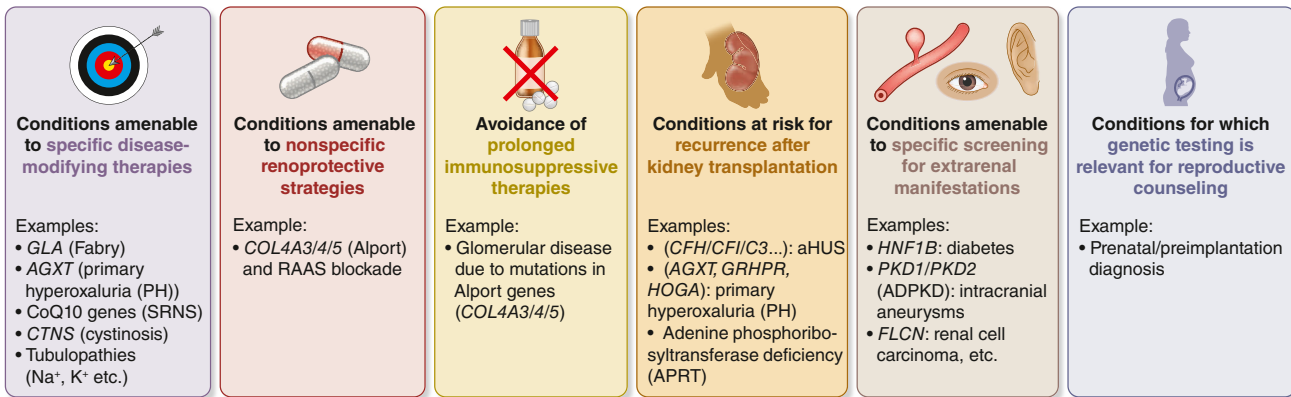 Conditions amenable
to specific disease-
modifying therapies
Examples:
• GLA (Fabry)
• AGXT (primary
hyperoxaluria (PH))
• CoQ10 genes (SRNS)
• CTNS (cystinosis)
• Tubulopathies
(Na⁺, K⁺ etc.)
Conditions amenable
to nonspecific
renoprotective
strategies
Example:
• COL4A3/4/5 (Alport)
and RAAS blockade
Avoidance of
prolonged
immunosuppressive
therapies
Example:
• Glomerular disease
due to mutations in
Alport genes
(COL4A3/4/5)
Conditions at risk for
recurrence after
kidney transplantation
Examples:
• (CFH/CFI/C3...): aHUS
• (AGXT, GRHPR,
HOGA): primary
hyperoxaluria (PH)
• Adenine phosphoribo-
syltransferase deficiency
(APRT)
Conditions amenable
to specific screening
for extrarenal
manifestations
Examples:
• HNF1B: diabetes
• PKD1/PKD2
(ADPKD): intracranial
aneurysms
• FLCN: renal cell
carcinoma, etc.
Conditions for which
genetic testing is
relevant for reproductive
counseling
Example:
• Prenatal/preimplantation
diagnosis